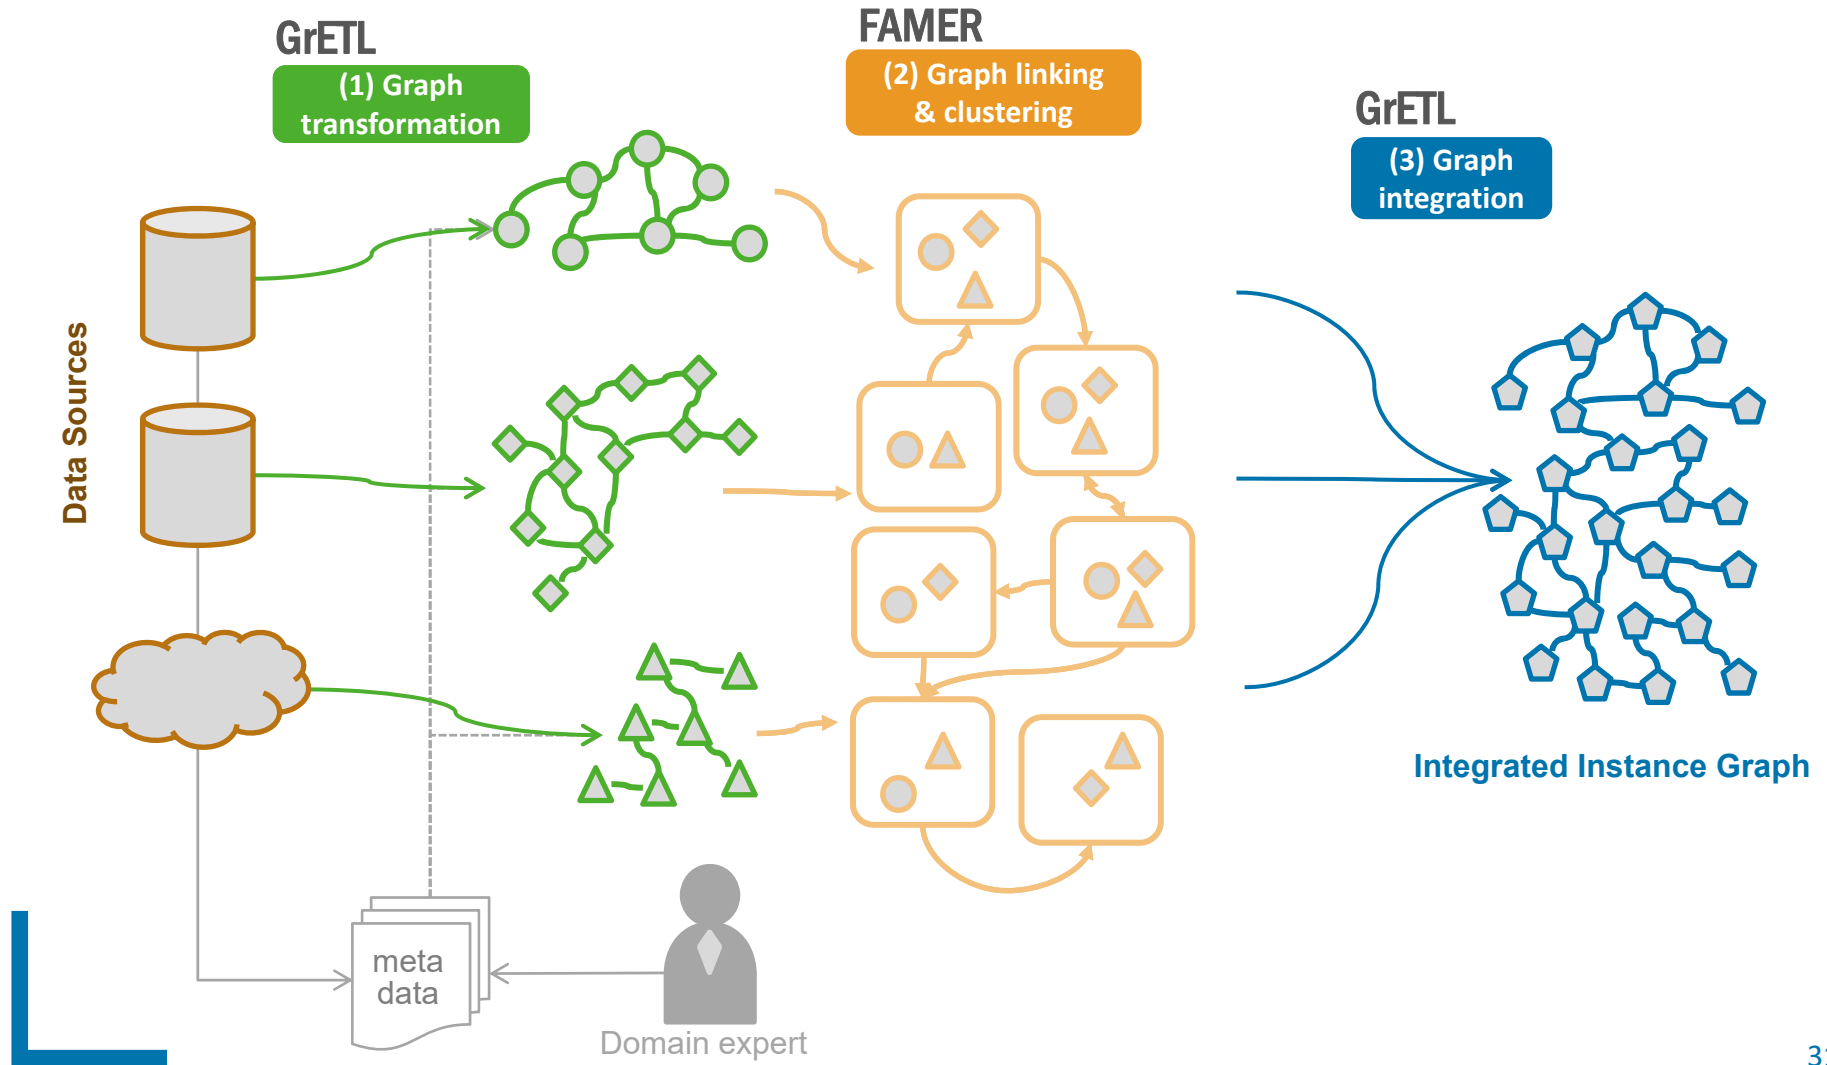 GrETL
(1) Graph
transformation
FAMER
(2) Graph linking
& clustering
GrETL
(3) Graph
integration
Data Sources
Integrated Instance Graph
meta
data
Domain expert